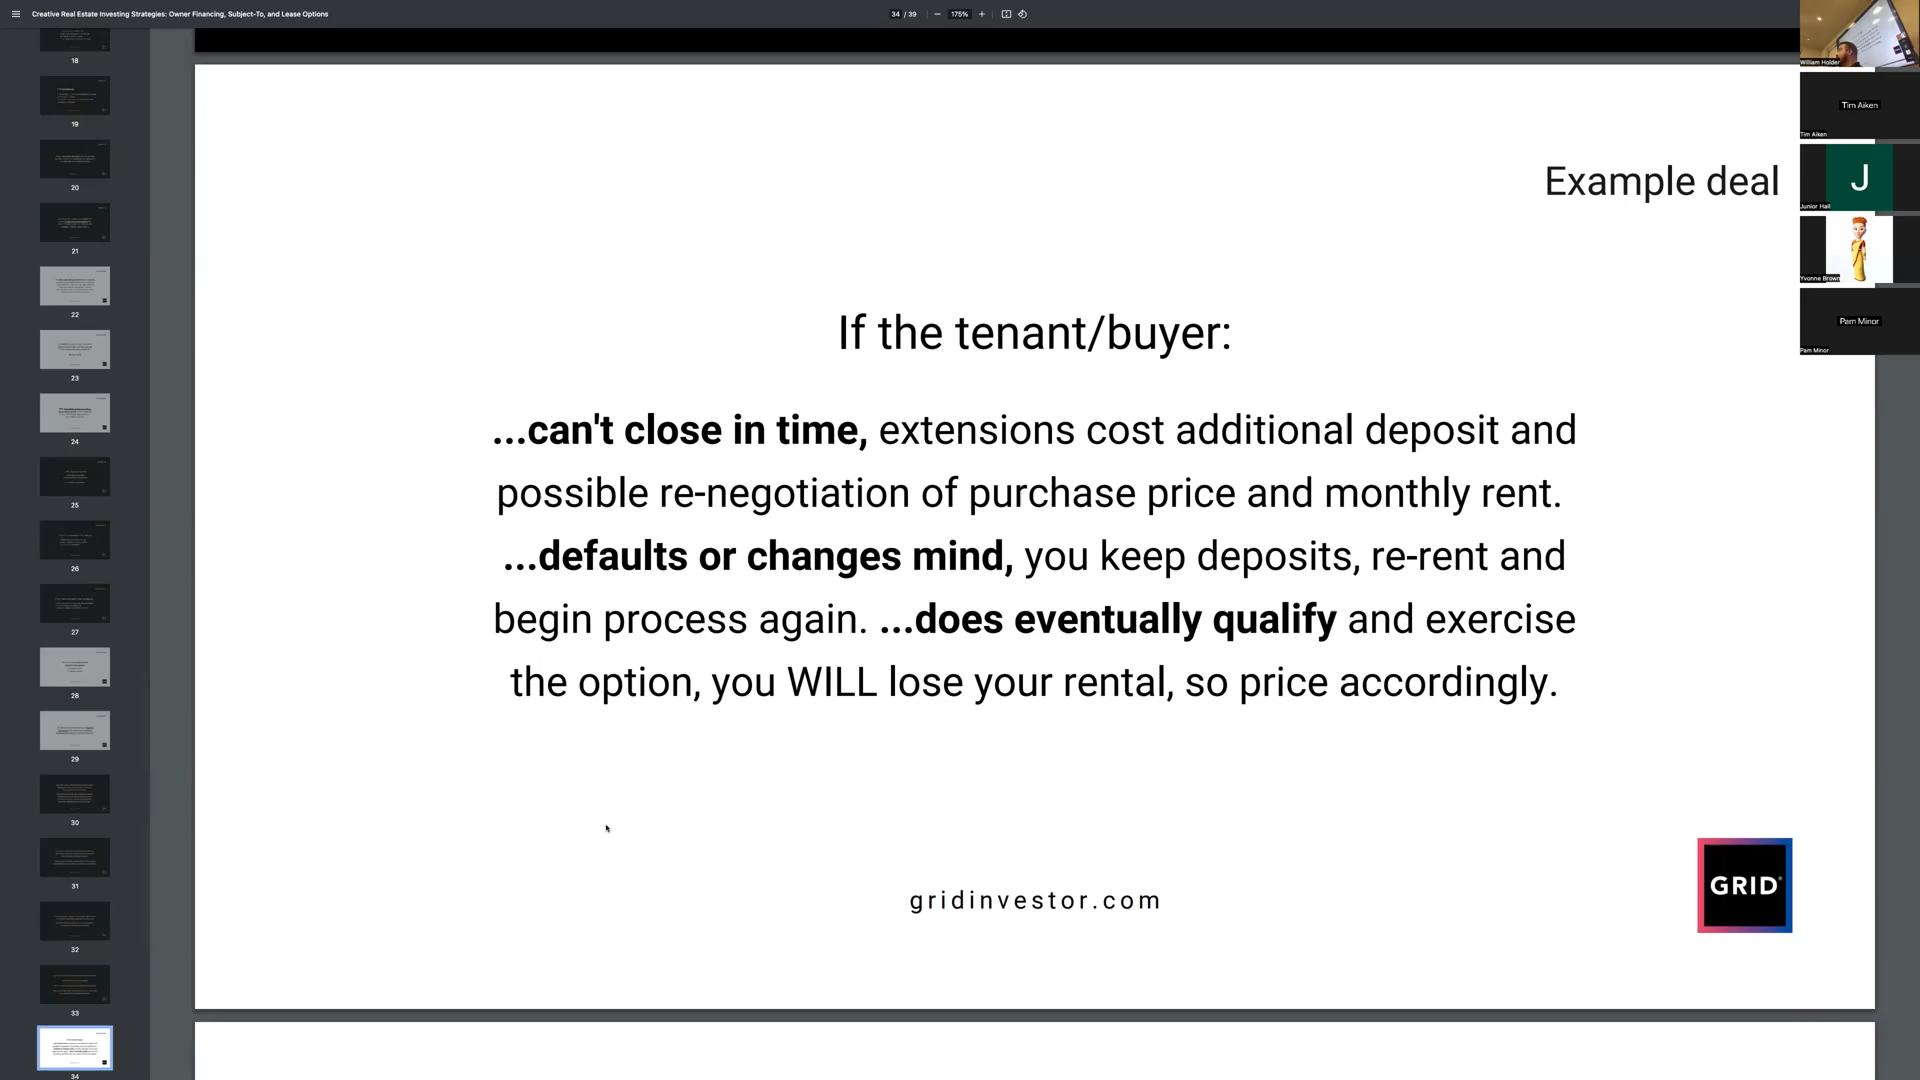 Creative Real Estate Investing Strategies: Owner Financing, Subject-To, and Lease Options
34 / 39
175%
18
19
20
21
22
23
24
25
26
27
28
29
30
31
32
33
34
Example deal
If the tenant/buyer:
...can't close in time, extensions cost additional deposit and
possible re-negotiation of purchase price and monthly rent.
...defaults or changes mind, you keep deposits, re-rent and
begin process again. ...does eventually qualify and exercise
the option, you WILL lose your rental, so price accordingly.
gridinvestor.com
GRID
William Holder
Tim Aiken
Tim Aiken
J
Junior Hall
Yvonne Brown
Pam Minor
Pam Minor